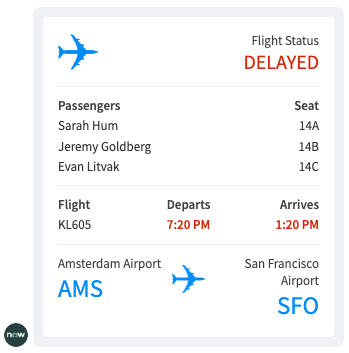 Flight Status
DELAYED
Passengers Seat
Sarah Hum 14A
Jeremy Goldberg 14B
Evan Litvak 14C
Flight Departs Arrives
KL605 7:20 PM 1:20 PM
Amsterdam Airport
AMS
San Francisco
Airport
SFO
now